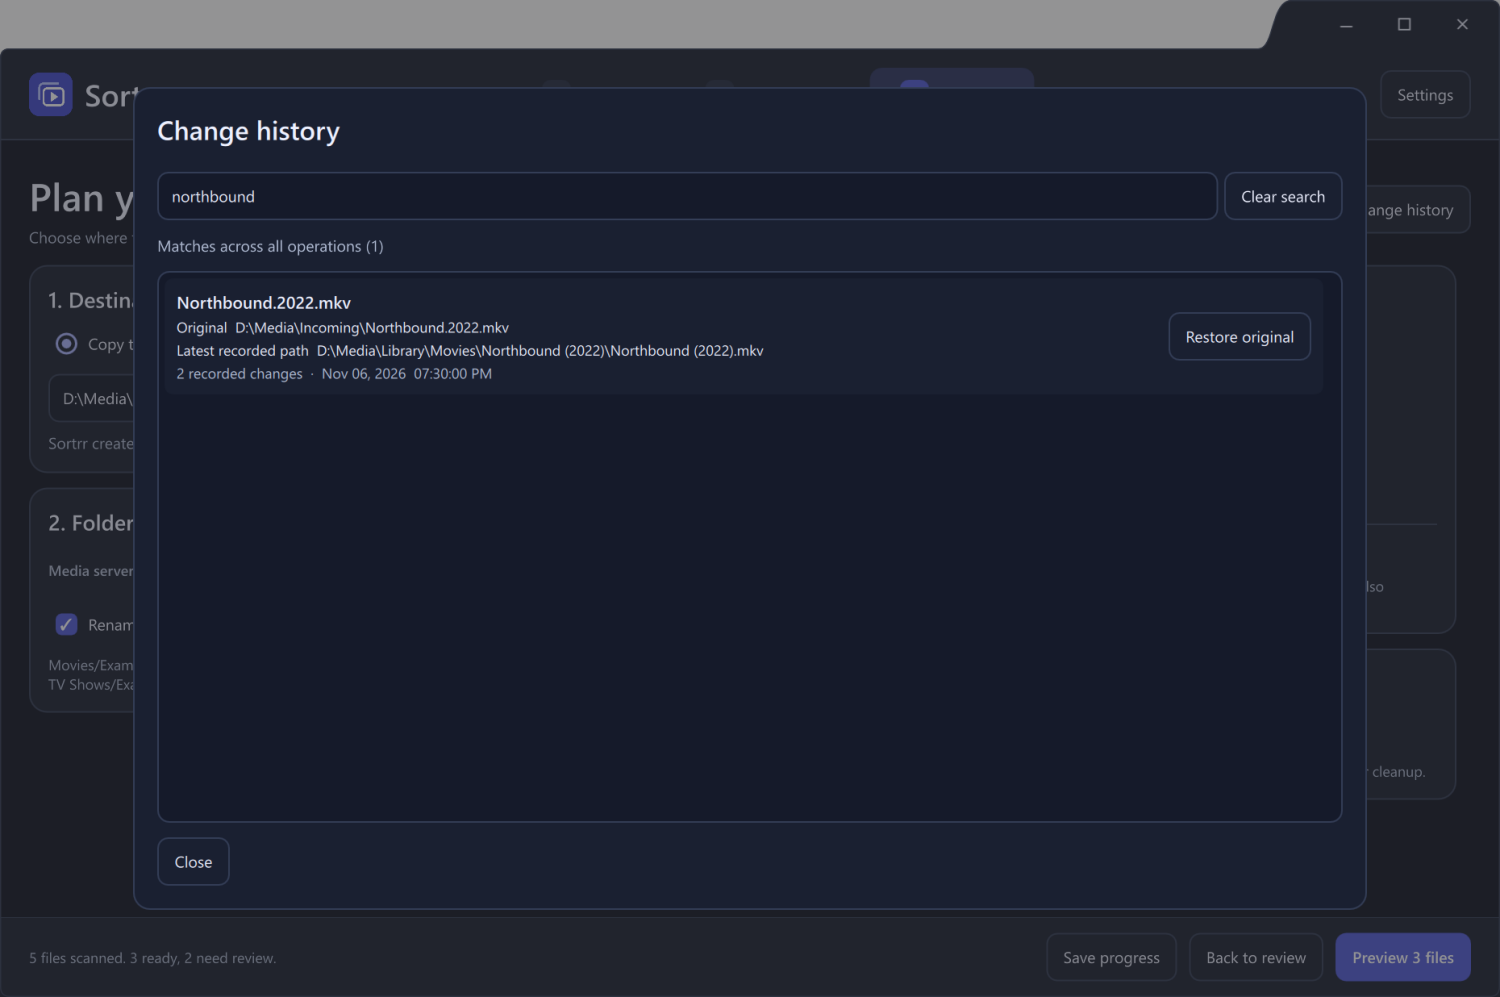 Sort
Settings
Change history
Plan y
northbound
Clear search
ange history
Choose where
Matches across all operations (1)
1. Destina
Northbound.2022.mkv
Original D:\Media\Incoming\Northbound.2022.mkv
Latest recorded path D:\Media\Library\Movies\Northbound (2022)\Northbound (2022).mkv
2 recorded changes · Nov 06, 2026 07:30:00 PM
Restore original
Copy t
D:\Media\
Sortrr create
2. Folder
Media server
Renam
Movies/Exam
TV Shows/Exa
lso
cleanup.
Close
5 files scanned. 3 ready, 2 need review.
Save progress
Back to review
Preview 3 files